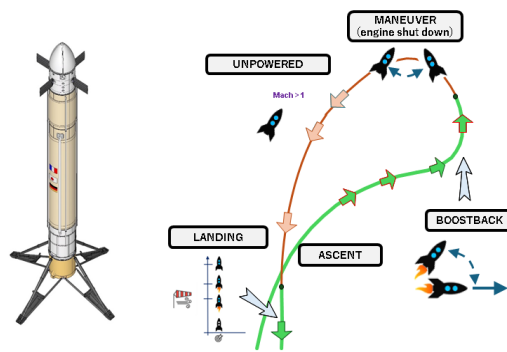 MANEUVER
(engine shut down)
UNPOWERED
Mach > 1
BOOSTBACK
LANDING
ASCENT